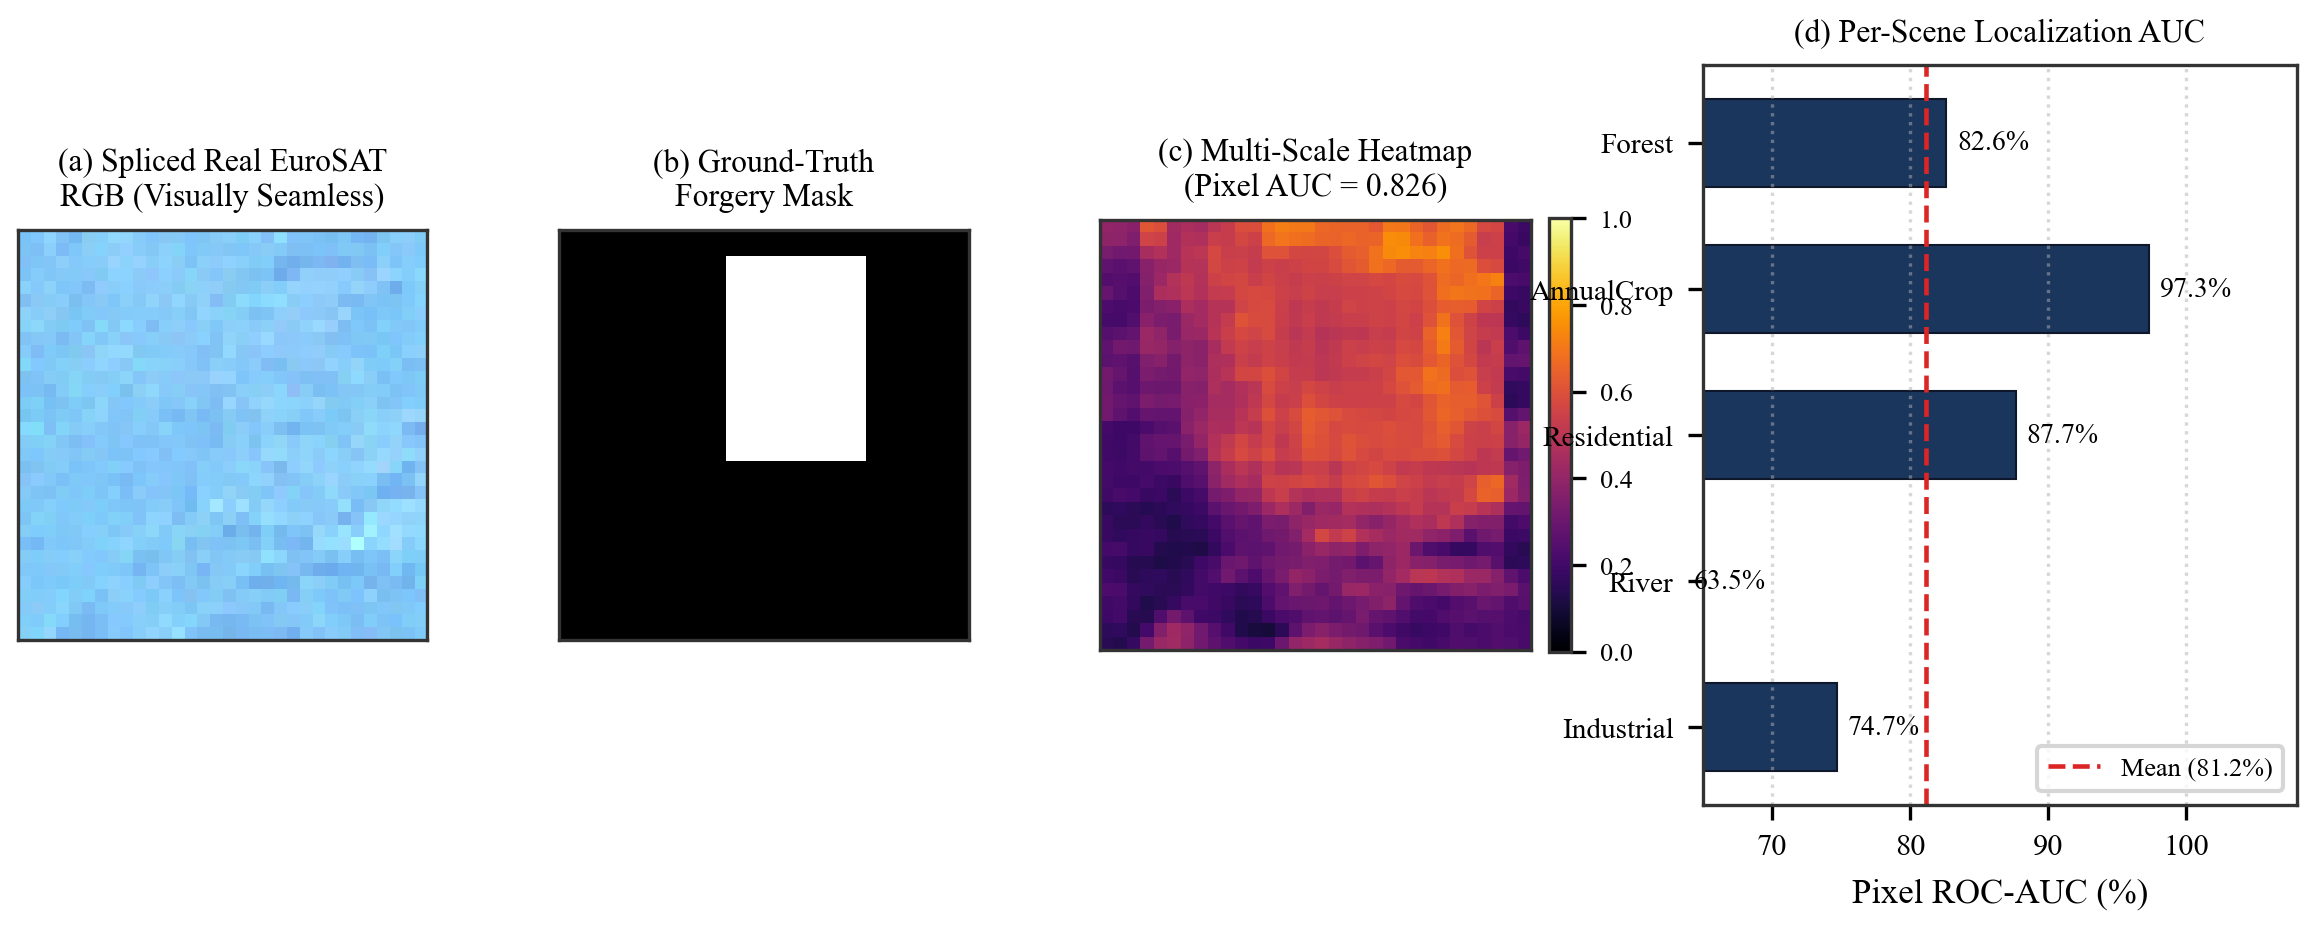 (a) Spliced Real EuroSAT
RGB (Visually Seamless)
(b) Ground-Truth
Forgery Mask
(c) Multi-Scale Heatmap
(Pixel AUC = 0.826)
1.0
0.8
0.6
0.4
0.2
0.0
(d) Per-Scene Localization AUC
Forest
82.6%
AnnualCrop
97.3%
Residential
87.7%
River
63.5%
Industrial
74.7%
Mean (81.2%)
70 80 90 100
Pixel ROC-AUC (%)